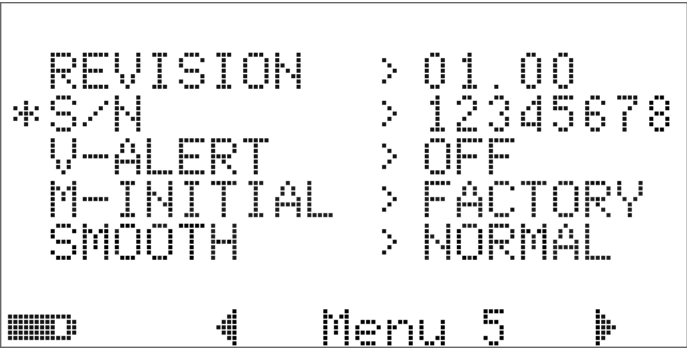 REVISION > 01.00
*S/N > 12345678
V-ALERT > OFF
M-INITIAL > FACTORY
SMOOTH > NORMAL
Menu 5